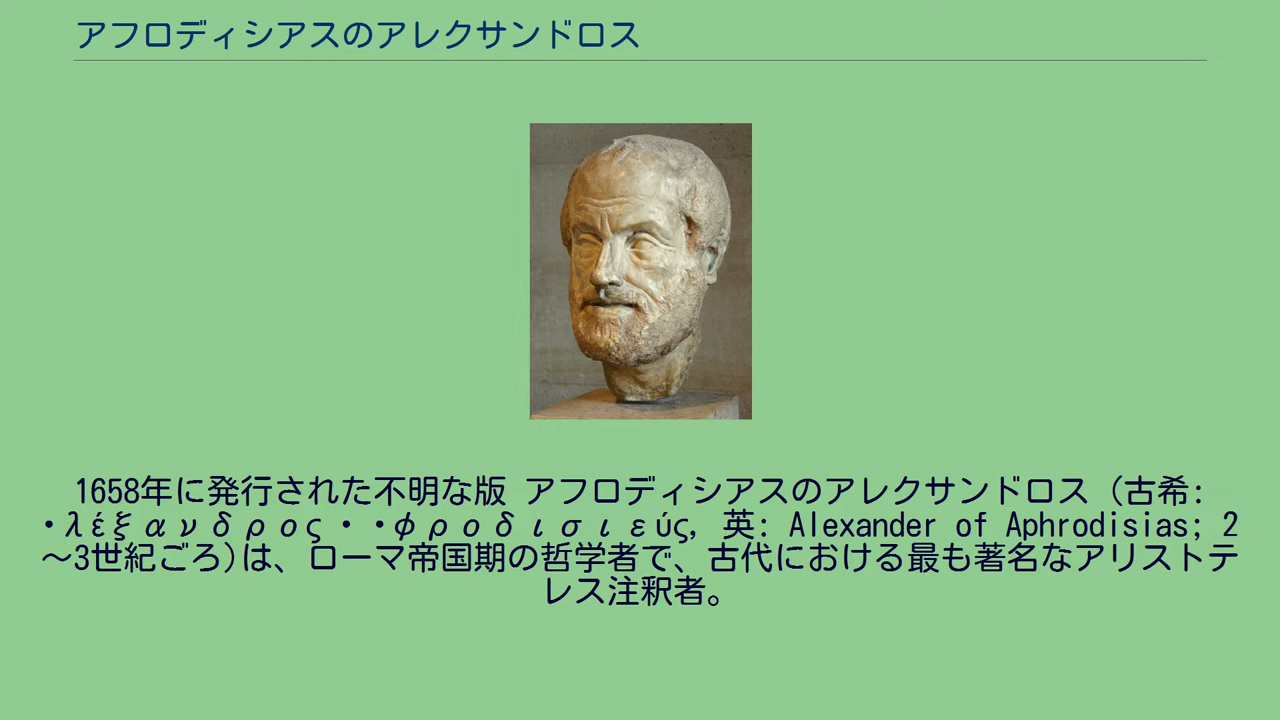 アフロディシアスのアレクサンドロス
1658年に発行された不明な版 アフロディシアスのアレクサンドロス（古希:
・λέξανδρος ・・φροδισιεύς, 英: Alexander of Aphrodisias; 2
～3世紀ごろ)は、ローマ帝国期の哲学者で、古代における最も著名なアリストテ
レス注釈者。